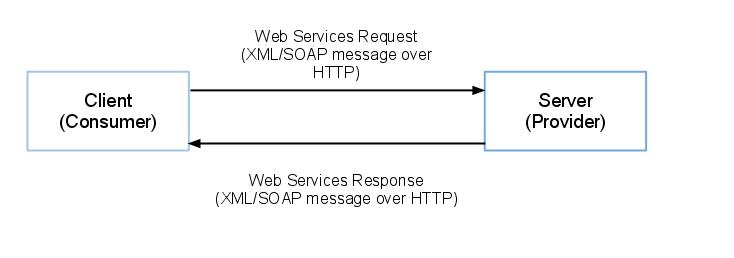 Web Services Request
(XML/SOAP message over
HTTP)
Client
(Consumer)
Server
(Provider)
Web Services Response
(XML/SOAP message over HTTP)